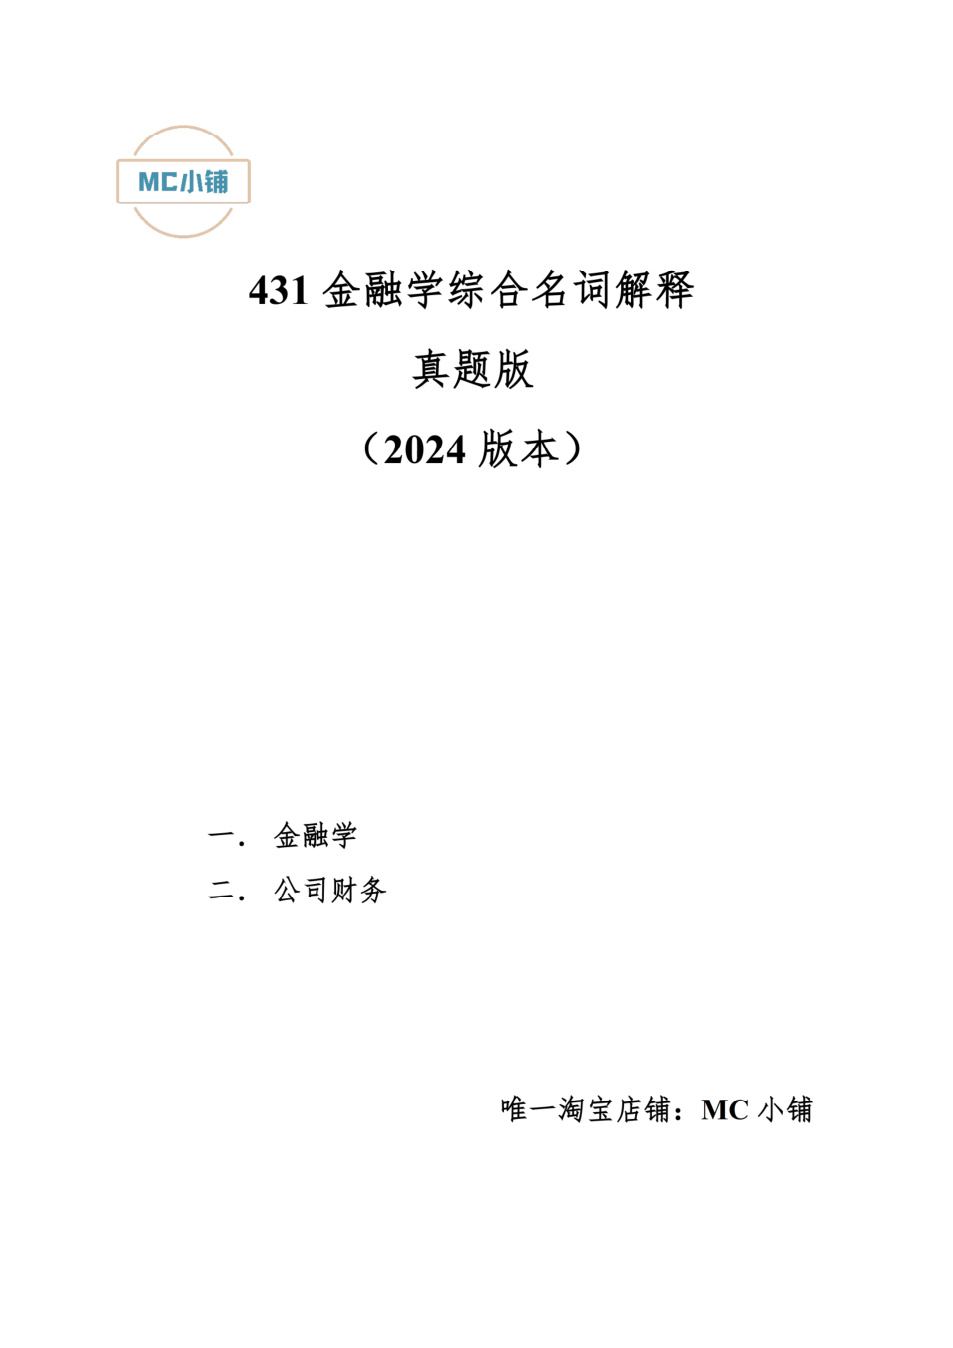 MC小铺
431 金融学综合名词解释
真题版
（2024 版本）
一． 金融学
二． 公司财务
唯一淘宝店铺：MC 小铺